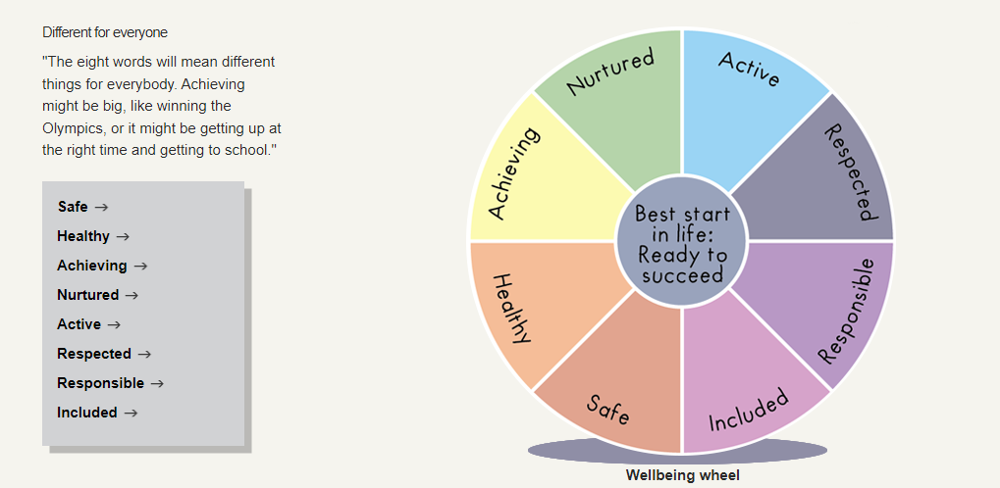 Different for everyone
"The eight words will mean different
things for everybody. Achieving
might be big, like winning the
Olympics, or it might be getting up at
the right time and getting to school."
Safe →
Healthy →
Achieving →
Nurtured →
Active →
Respected →
Responsible →
Included →
Nurtured
Active
Respected
Responsible
Included
Safe
Healthy
Achieving
Best start
in life:
Ready to
succeed
Wellbeing wheel